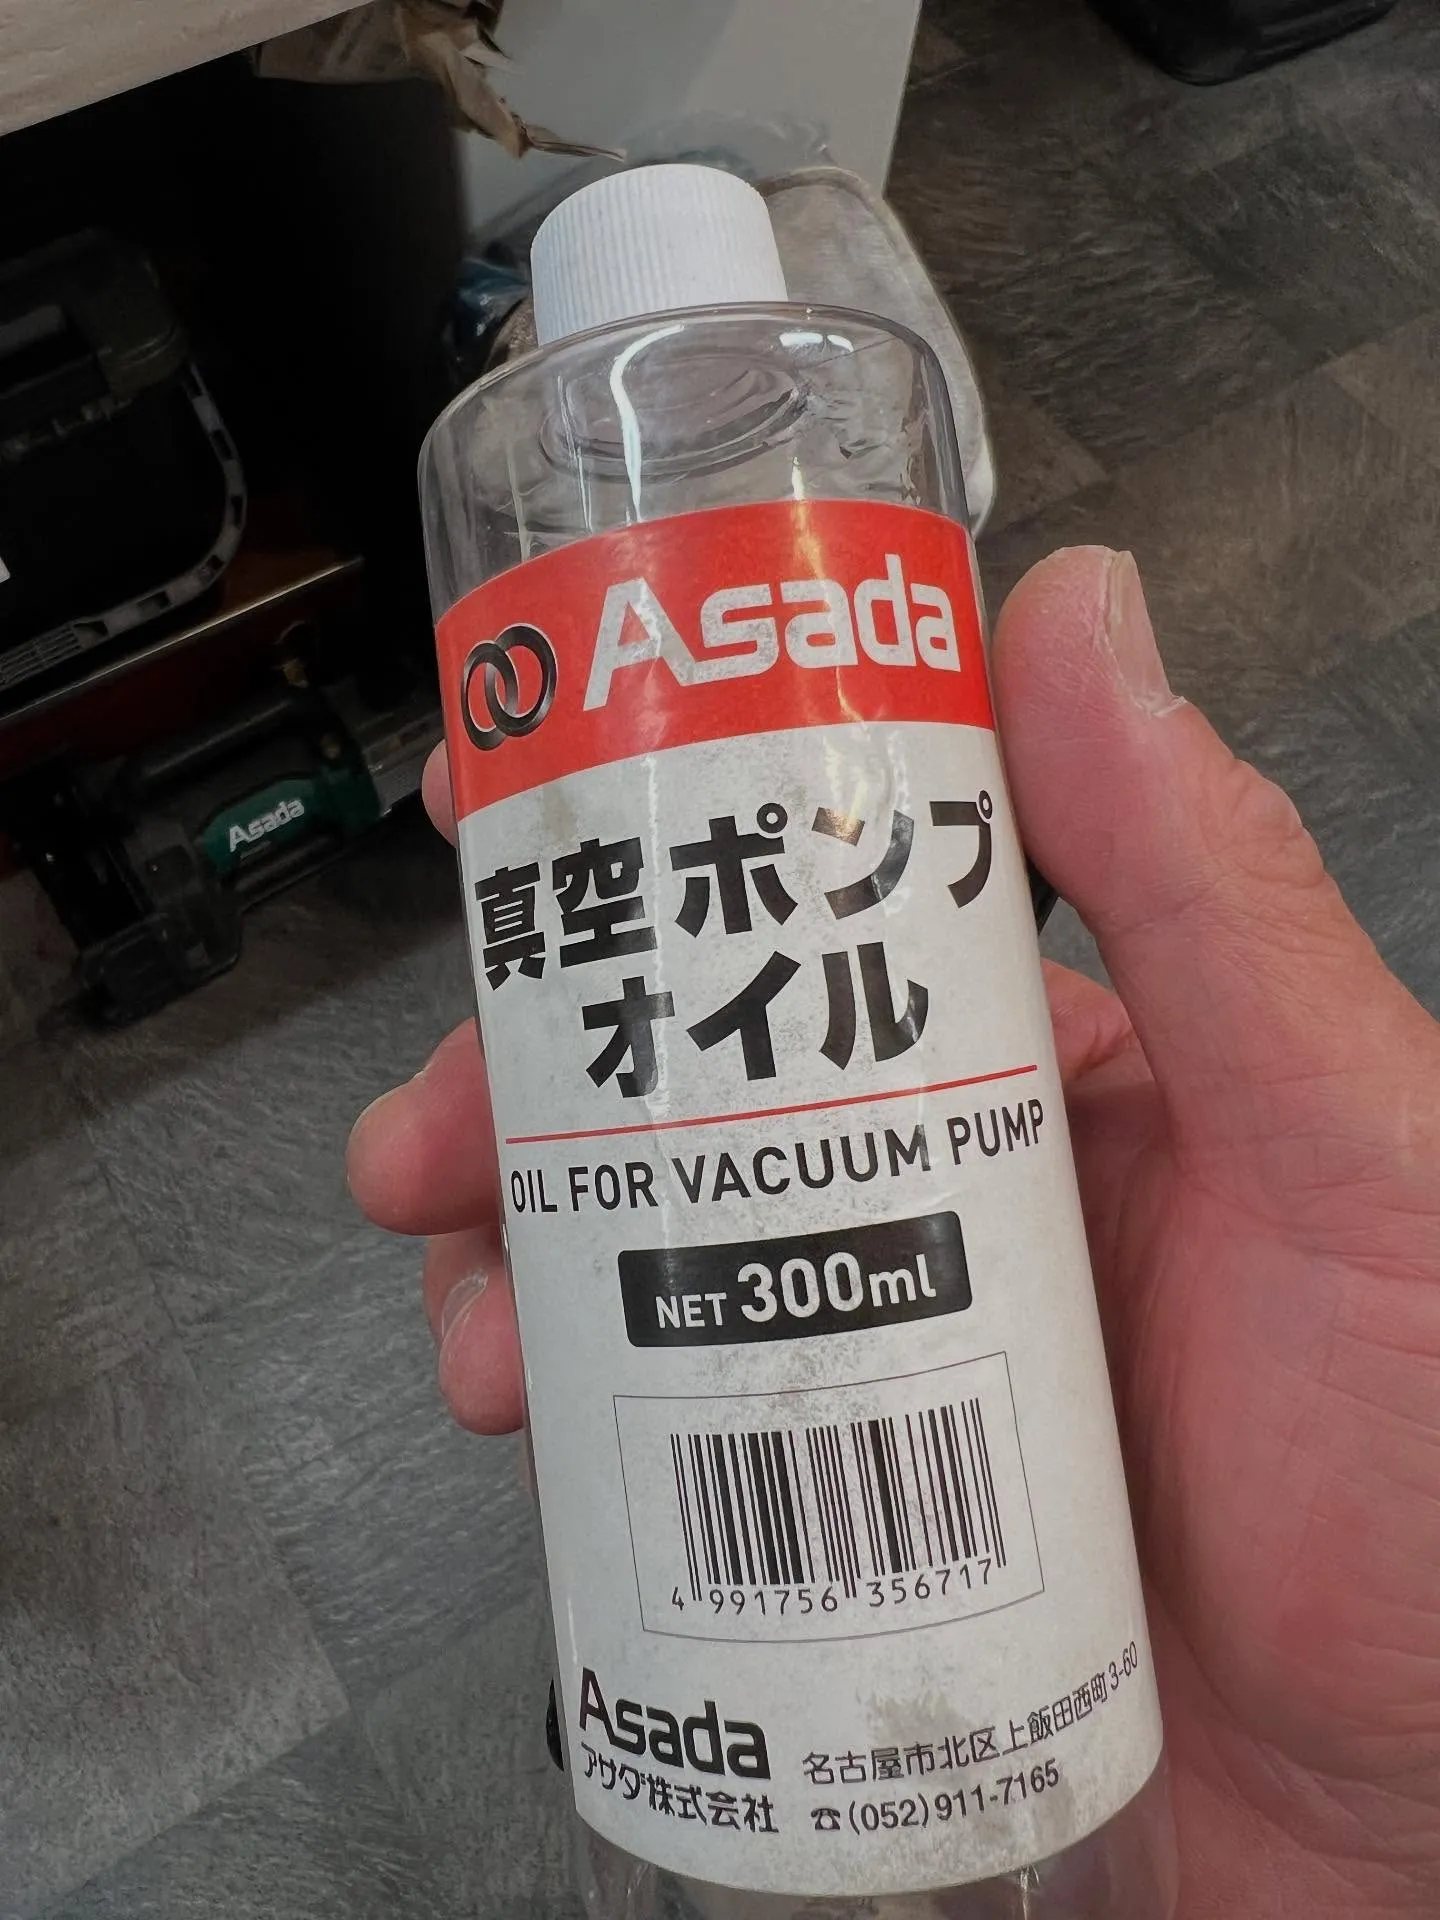 Asada
真空ポンプ
オイル
OIL FOR VACUUM PUMP
NET 300ml
4 991756 356717
Asada
アサダ株式会社
名古屋市北区上飯田西町3-60
☎(052)911-7165
Asada